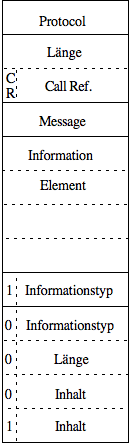 Protocol
Länge
C
R Call Ref.
Message
Information
Element
1 Informationstyp
0 Informationstyp
0 Länge
0 Inhalt
1 Inhalt